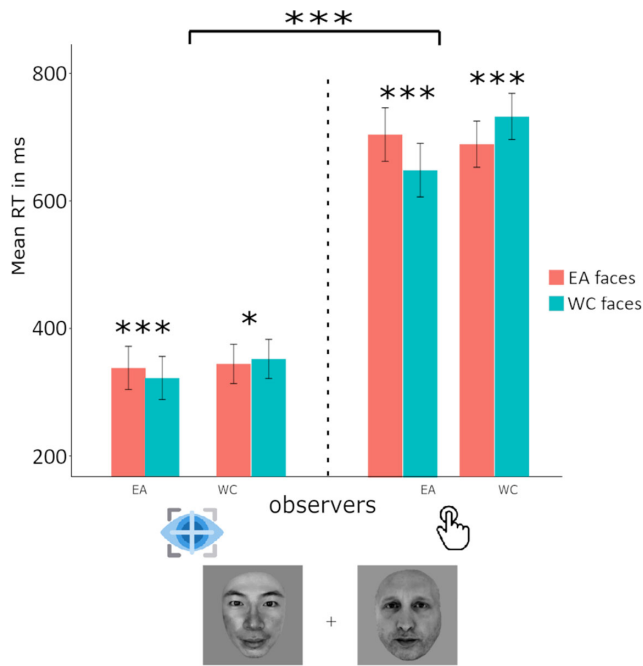 ***
800
***
***
600
Mean RT in ms
EA faces
WC faces
400
***
*
200
EA
WC
EA
WC
observers
+